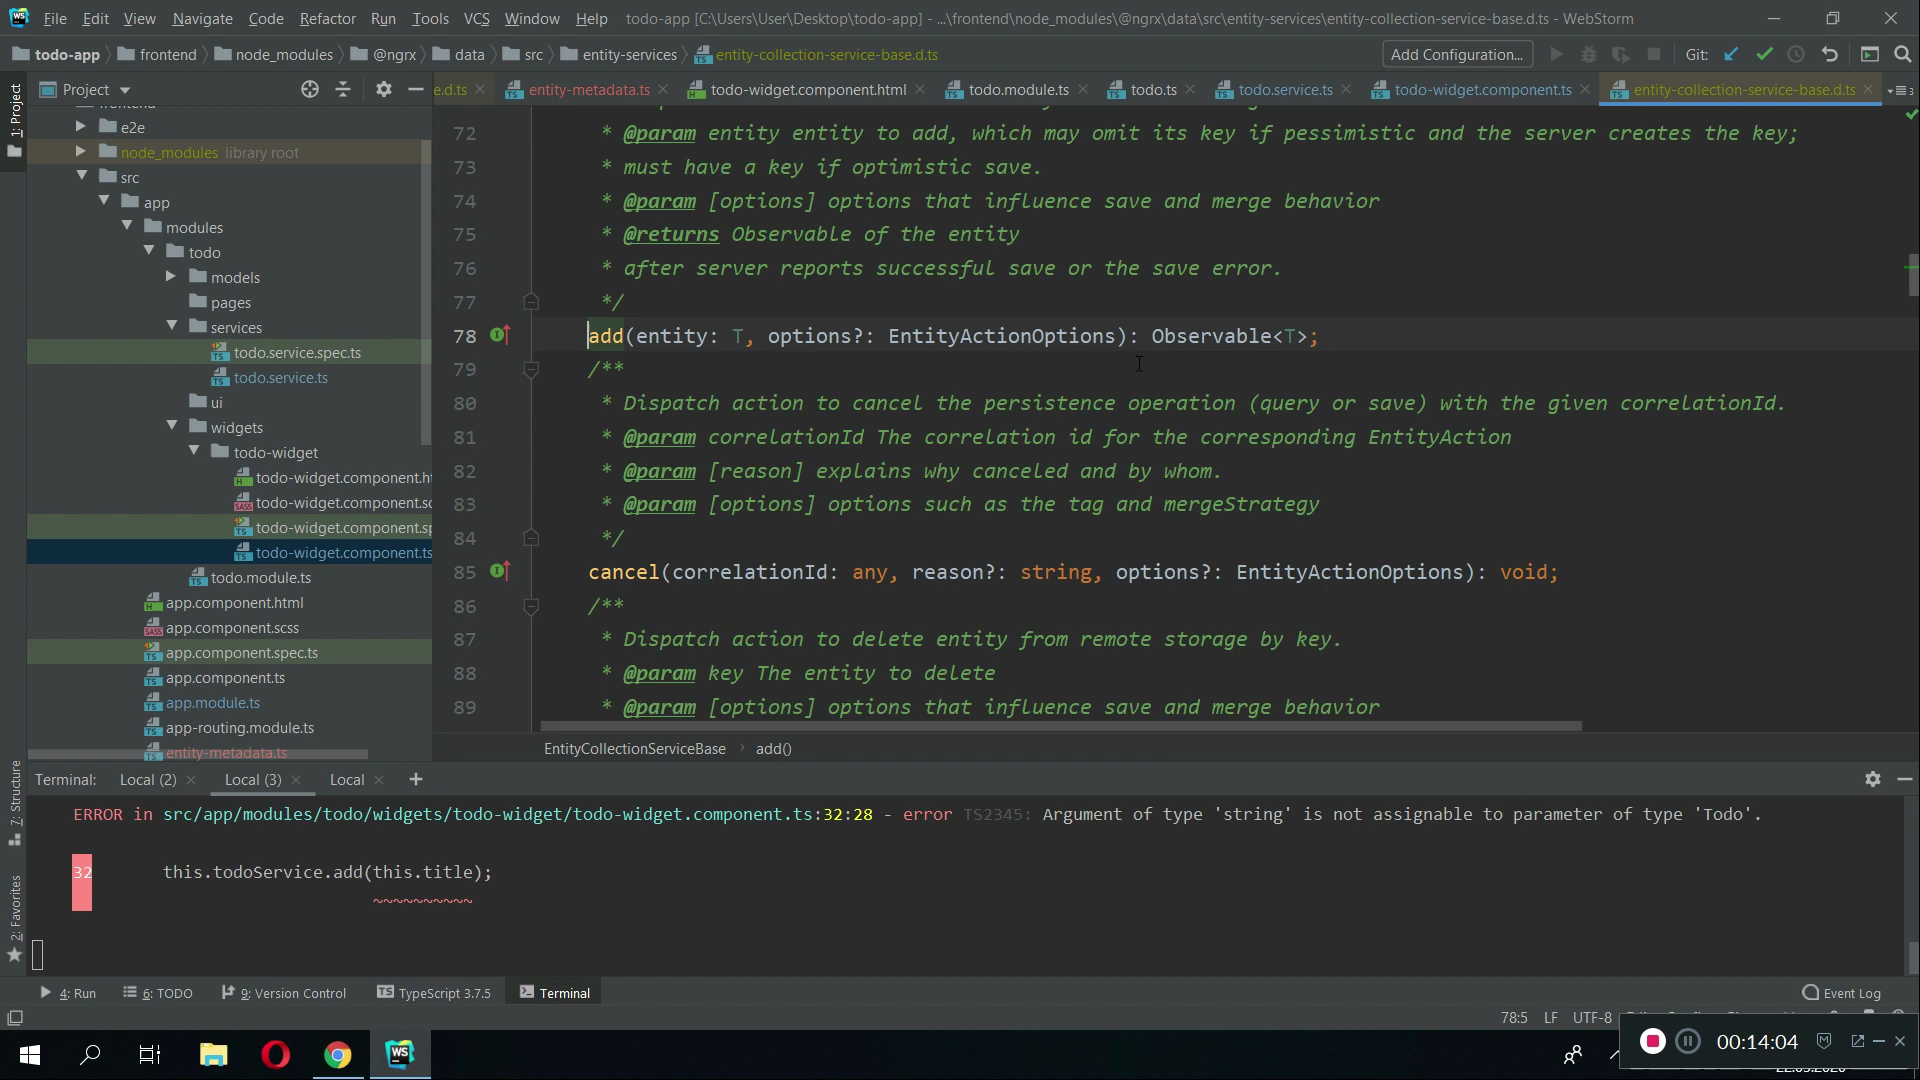 File Edit View Navigate Code Refactor Run Tools VCS Window Help todo-app [C:\Users\User\Desktop\todo-app] - ...\frontend\node_modules\@ngrx\data\src\entity-services\entity-collection-service-base.d.ts - WebStorm
todo-app frontend node_modules @ngrx data src entity-services entity-collection-service-base.d.ts Add Configuration... Git:
Project e.d.ts entity-metadata.ts todo-widget.component.html todo.module.ts todo.ts todo.service.ts todo-widget.component.ts entity-collection-service-base.d.ts 3
1: Project
7: Structure
2: Favorites
frontend
e2e
node_modules library root
src
app
modules
todo
models
pages
services
todo.service.spec.ts
todo.service.ts
ui
widgets
todo-widget
todo-widget.component.ht
todo-widget.component.sc
todo-widget.component.sp
todo-widget.component.ts
todo.module.ts
app.component.html
app.component.scss
app.component.spec.ts
app.component.ts
app.module.ts
app-routing.module.ts
entity-metadata.ts
72 * @param entity entity to add, which may omit its key if pessimistic and the server creates the key;
73 * must have a key if optimistic save.
74 * @param [options] options that influence save and merge behavior
75 * @returns Observable of the entity
76 * after server reports successful save or the save error.
77 */
78 add(entity: T, options?: EntityActionOptions): Observable<T>;
79 /**
80 * Dispatch action to cancel the persistence operation (query or save) with the given correlationId.
81 * @param correlationId The correlation id for the corresponding EntityAction
82 * @param [reason] explains why canceled and by whom.
83 * @param [options] options such as the tag and mergeStrategy
84 */
85 cancel(correlationId: any, reason?: string, options?: EntityActionOptions): void;
86 /**
87 * Dispatch action to delete entity from remote storage by key.
88 * @param key The entity to delete
89 * @param [options] options that influence save and merge behavior
EntityCollectionServiceBase add()
Terminal: Local (2) Local (3) Local
ERROR in src/app/modules/todo/widgets/todo-widget/todo-widget.component.ts:32:28 - error TS2345: Argument of type 'string' is not assignable to parameter of type 'Todo'.
32 this.todoService.add(this.title);
~~~~~~~~~~
4: Run 6: TODO 9: Version Control TypeScript 3.7.5 Terminal Event Log
78:5 LF UTF-8
00:14:04